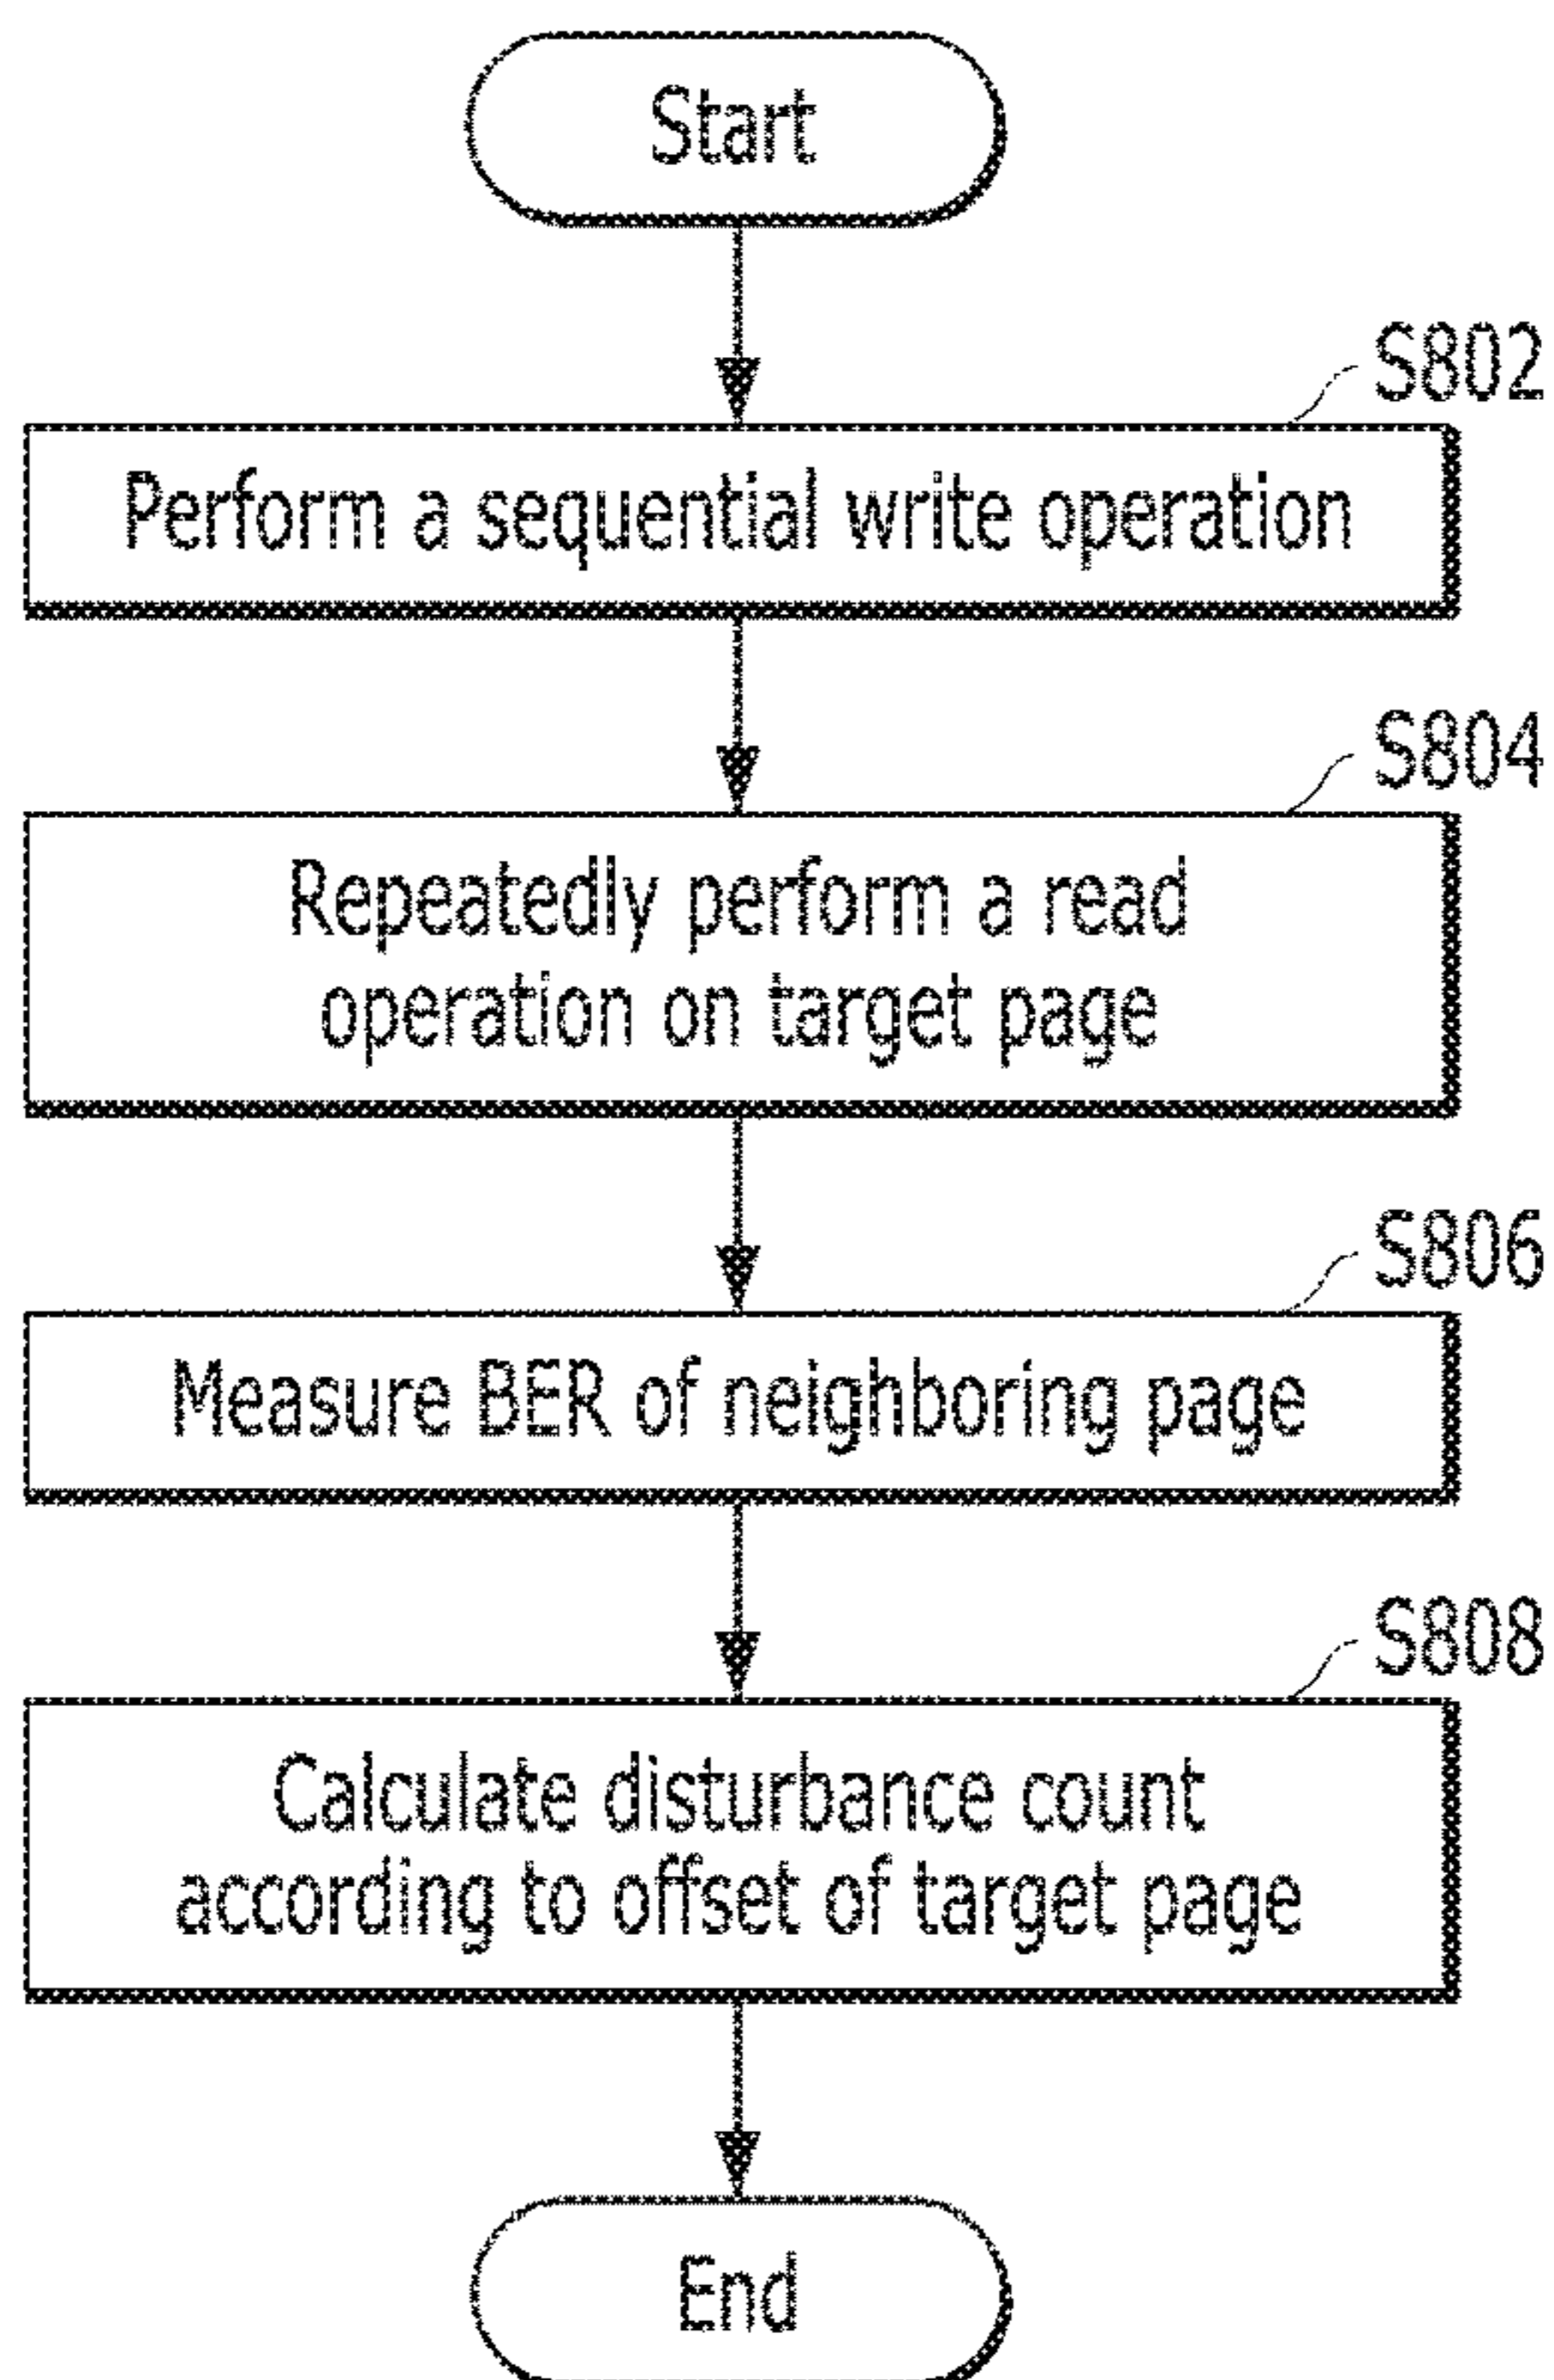 Start
S802
Perform a sequential write operation
S804
Repeatedly perform a read
operation on target page
S806
Measure BER of neighboring page
S808
Calculate disturbance count
according to offset of target page
End